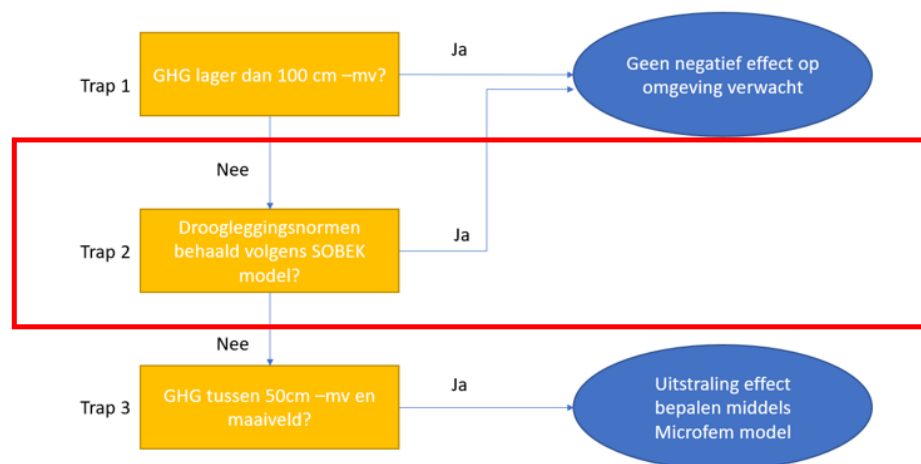 Trap 1
GHG lager dan 100 cm –mv?
Ja
Geen negatief effect op
omgeving verwacht
Nee
Trap 2
Droogleggingsnormen
behaald volgens SOBEK
model?
Ja
Nee
Trap 3
GHG tussen 50cm –mv en
maaiveld?
Ja
Uitstraling effect
bepalen middels
Microfem model